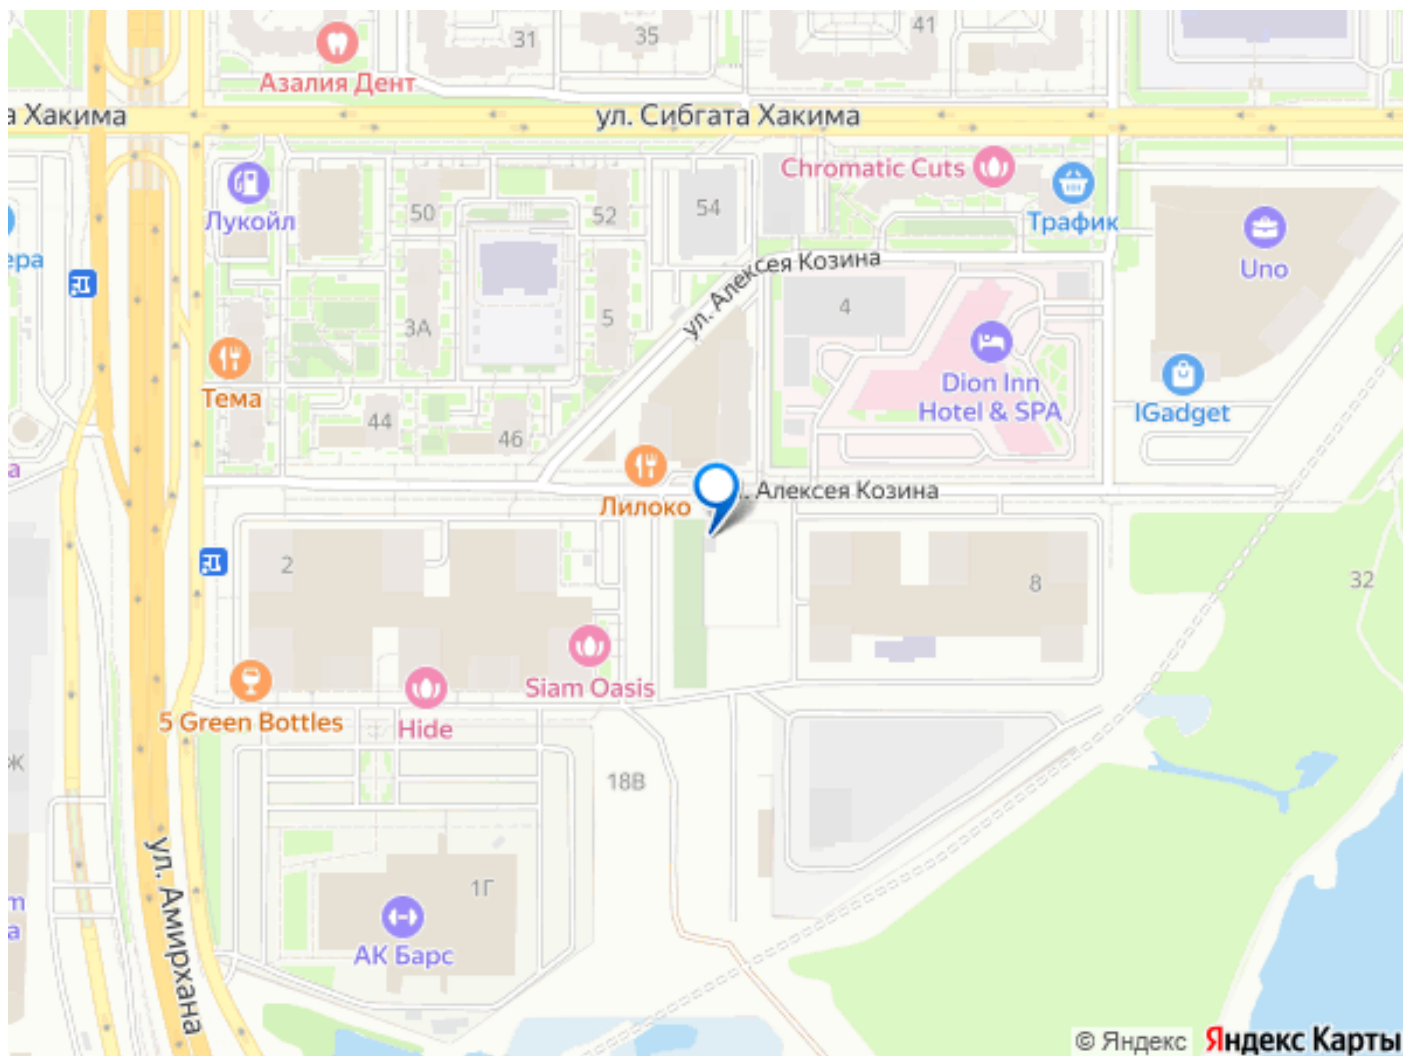 31
35
41
Азалия Дент
а Хакима
ул. Сибгата Хакима
Chromatic Cuts
Лукойл
50
52
54
Трафик
ера
Uno
ул. Алексея Козина
3А
5
4
Тема
Dion Inn
Hotel & SPA
IGadget
44
46
а
Лилоко
Алексея Козина
2
8
32
Siam Oasis
5 Green Bottles
Hide
Ж
18В
ул. Амирхана
1Г
m
а
АК Барс
© Яндекс Яндекс Карты